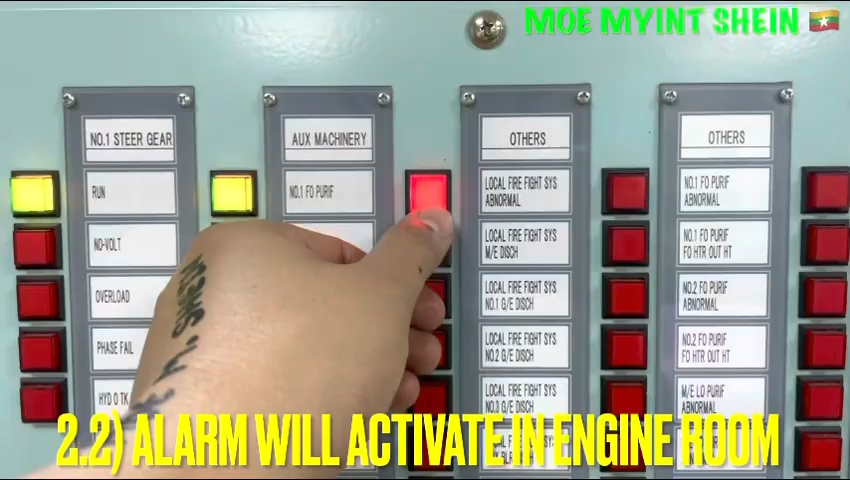 MOE MYINT SHEIN 🇲🇲
NO.1 STEER GEAR
RUN
NO-VOLT
OVERLOAD
PHASE FAIL
HYD O TK
AUX MACHINERY
NO.1 FO PURIF
OTHERS
LOCAL FIRE FIGHT SYS
ABNORMAL
LOCAL FIRE FIGHT SYS
M/E DISCH
LOCAL FIRE FIGHT SYS
NO.1 G/E DISCH
LOCAL FIRE FIGHT SYS
NO.2 G/E DISCH
LOCAL FIRE FIGHT SYS
NO.3 G/E DISCH
OTHERS
NO.1 FO PURIF
ABNORMAL
NO.1 FO PURIF
FO HTR OUT HT
NO.2 FO PURIF
ABNORMAL
NO.2 FO PURIF
FO HTR OUT HT
M/E LO PURIF
ABNORMAL
2.2) ALARM WILL ACTIVATE IN ENGINE ROOM